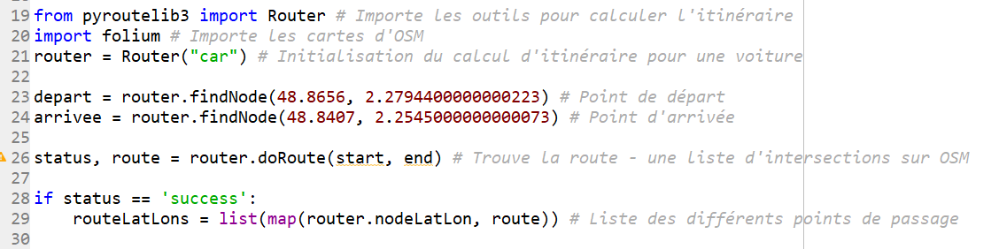 19 from pyroutelib3 import Router # Importe les outils pour calculer l'itinéraire
20 import folium # Importe les cartes d'OSM
21 router = Router("car") # Initialisation du calcul d'itinéraire pour une voiture
22
23 depart = router.findNode(48.8656, 2.2794400000000223) # Point de départ
24 arrivee = router.findNode(48.8407, 2.2545000000000073) # Point d'arrivée
25
26 status, route = router.doRoute(start, end) # Trouve la route - une liste d'intersections sur OSM
27
28 if status == 'success':
29     routeLatLons = list(map(router.nodeLatLon, route)) # Liste des différents points de passage
30